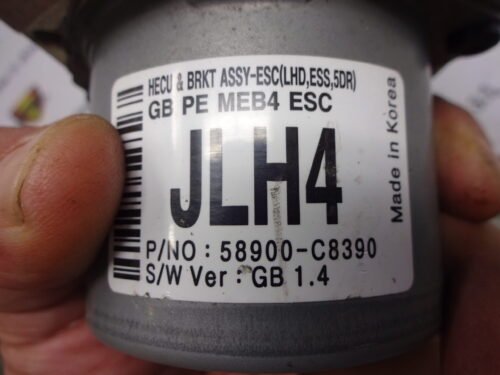 HECU & BRKT ASSY-ESC(LHD,ESS,5DR)
GB PE MEB4 ESC
JLH4
P/NO : 58900-C8390
S/W Ver : GB 1.4
Made in Korea